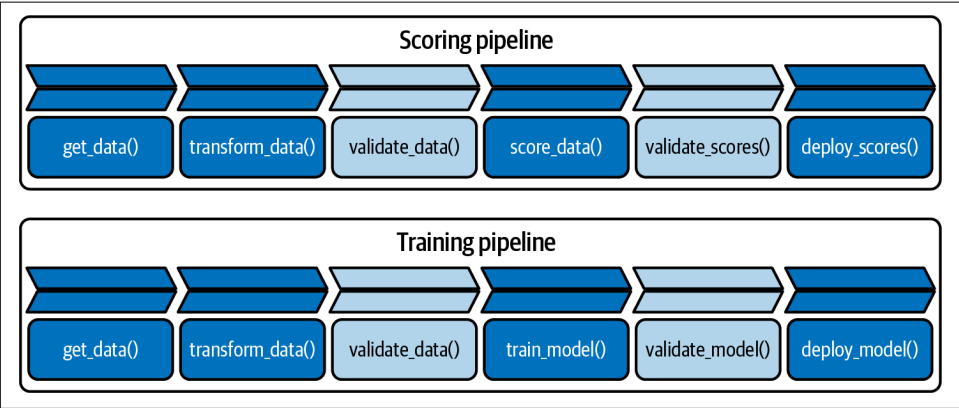 Scoring pipeline
get_data() transform_data() validate_data() score_data() validate_scores() deploy_scores()
Training pipeline
get_data() transform_data() validate_data() train_model() validate_model() deploy_model()